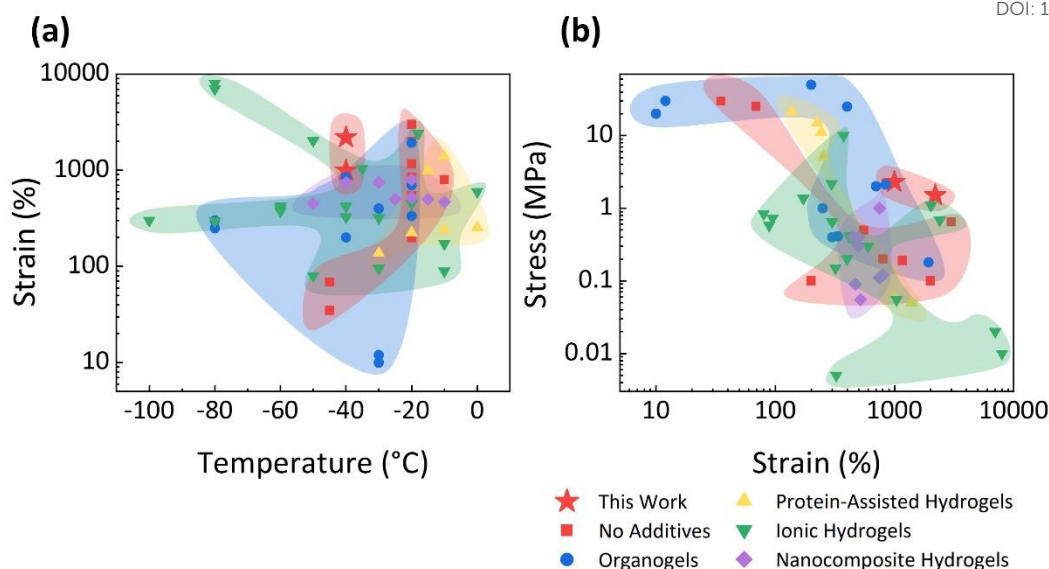 DOI: 1
(a)
(b)
10000
1000
100
10
Strain (%)
-100 -80 -60 -40 -20 0
Temperature (°C)
10
1
0.1
0.01
Stress (MPa)
10 100 1000 10000
Strain (%)
This Work
No Additives
Organogels
Protein-Assisted Hydrogels
Ionic Hydrogels
Nanocomposite Hydrogels